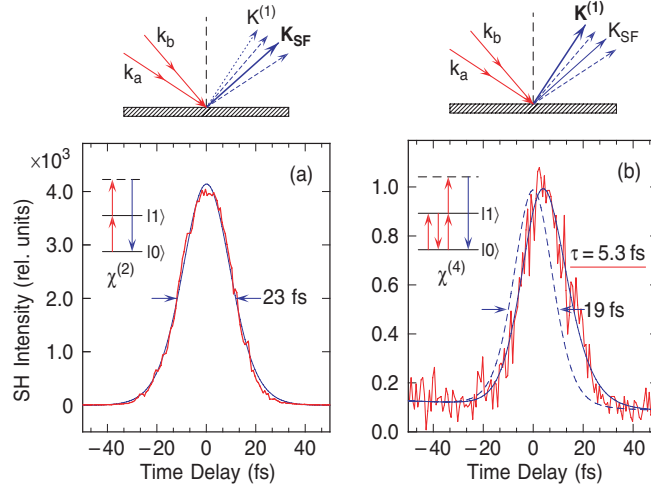 K(1)
K_SF
k_b
k_a
K(1)
K_SF
k_b
k_a
×10³
(a)
|1⟩
|0⟩
χ(2)
23 fs
4.0
3.0
2.0
1.0
0
SH Intensity (rel. units)
−40 −20 0 20 40
Time Delay (fs)
(b)
|1⟩
|0⟩
χ(4)
τ = 5.3 fs
19 fs
1.0
0.8
0.6
0.4
0.2
0.0
−40 −20 0 20 40
Time Delay (fs)